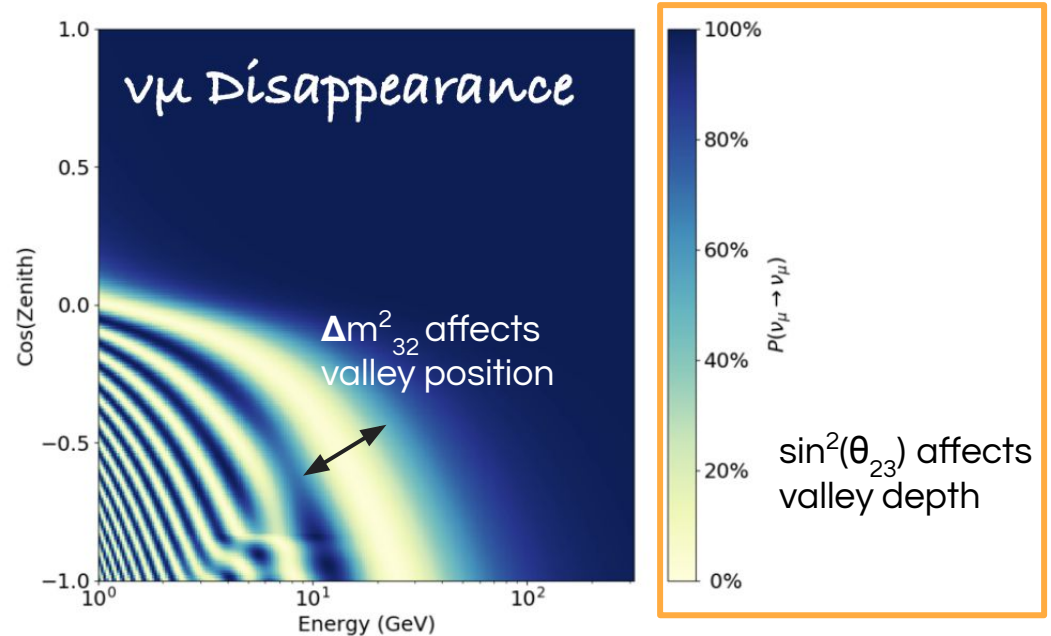 νμ Disappearance
1.0
0.5
0.0
−0.5
−1.0
Cos(Zenith)
10⁰
10¹
10²
Energy (GeV)
Δm²₃₂ affects
valley position
100%
80%
60%
40%
20%
0%
P(νμ → νμ)
sin²(θ₂₃) affects
valley depth